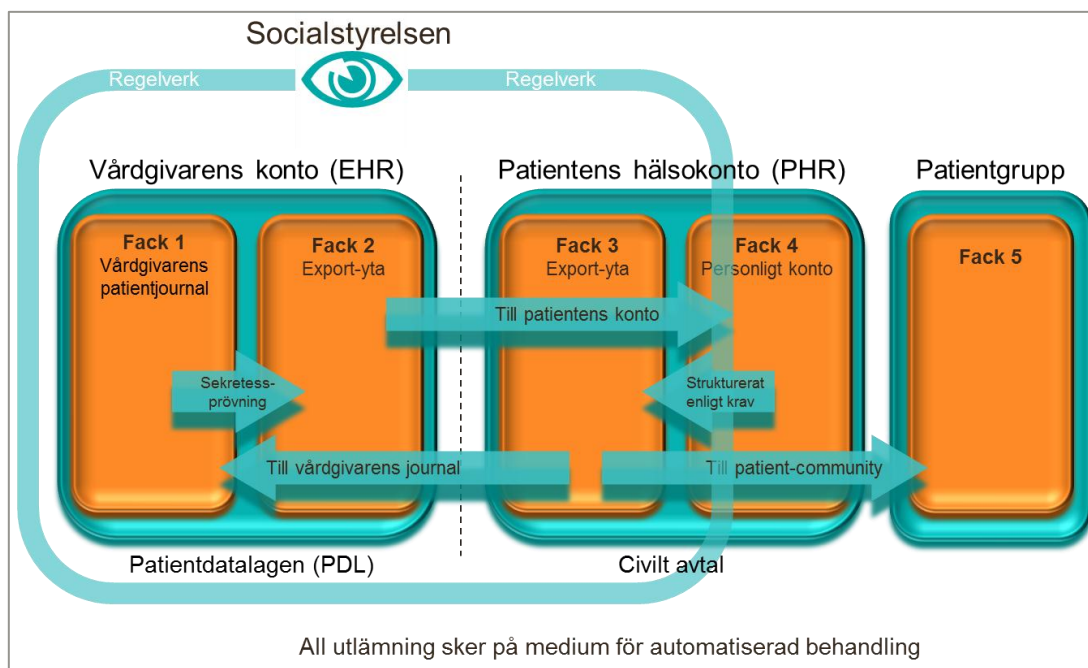 Socialstyrelsen
Regelverk
Regelverk
Vårdgivarens konto (EHR)
Patientens hälsokonto (PHR)
Patientgrupp
Fack 1
Vårdgivarens
patientjournal
Fack 2
Export-yta
Fack 3
Export-yta
Fack 4
Personligt konto
Fack 5
Till patientens konto
Sekretess-
prövning
Strukturerat
enligt krav
Till vårdgivarens journal
Till patient-community
Patientdatalagen (PDL)
Civilt avtal
All utlämning sker på medium för automatiserad behandling